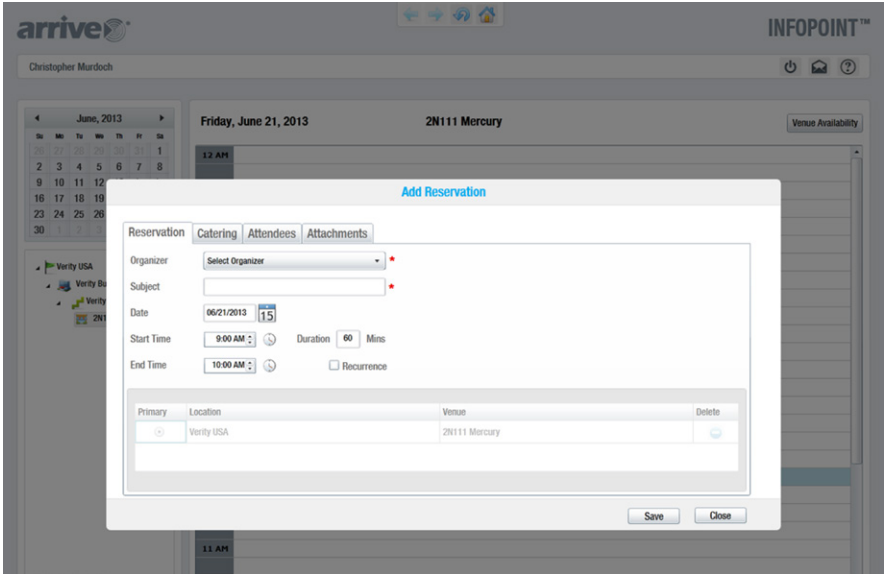 arrive
INFOPOINT™
Christopher Murdoch
June, 2013
Su Mo Tu We Th Fr Sa
26 27 28 29 30 31 1
2 3 4 5 6 7 8
9 10 11 12
16 17 18 19
23 24 25 26
30 1 2 3
Friday, June 21, 2013 2N111 Mercury Venue Availability
12 AM
Verity USA
Verity Bu
Verity
2N1
Add Reservation
Reservation Catering Attendees Attachments
Organizer Select Organizer *
Subject *
Date 06/21/2013 15
Start Time 9:00 AM Duration 60 Mins
End Time 10:00 AM Recurrence
Primary Location Venue Delete
Verity USA 2N111 Mercury
Save Close
11 AM